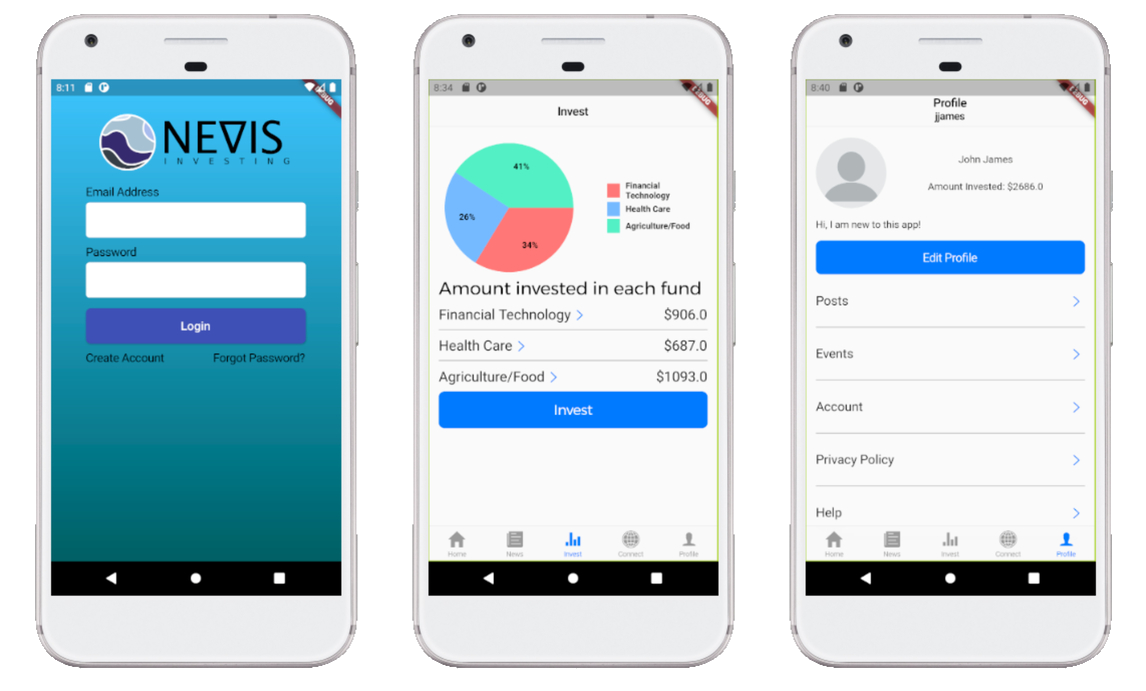 8:11
DEBUG
NEVIS
INVESTING
Email Address
Password
Login
Create Account Forgot Password?
8:34
DEBUG
Invest
41%
26%
34%
Financial
Technology
Health Care
Agriculture/Food
Amount invested in each fund
Financial Technology > $906.0
Health Care > $687.0
Agriculture/Food > $1093.0
Invest
Home News Invest Connect Profile
8:40
DEBUG
Profile
jjames
John James
Amount Invested: $2686.0
Hi, I am new to this app!
Edit Profile
Posts >
Events >
Account >
Privacy Policy >
Help >
Home News Invest Connect Profile